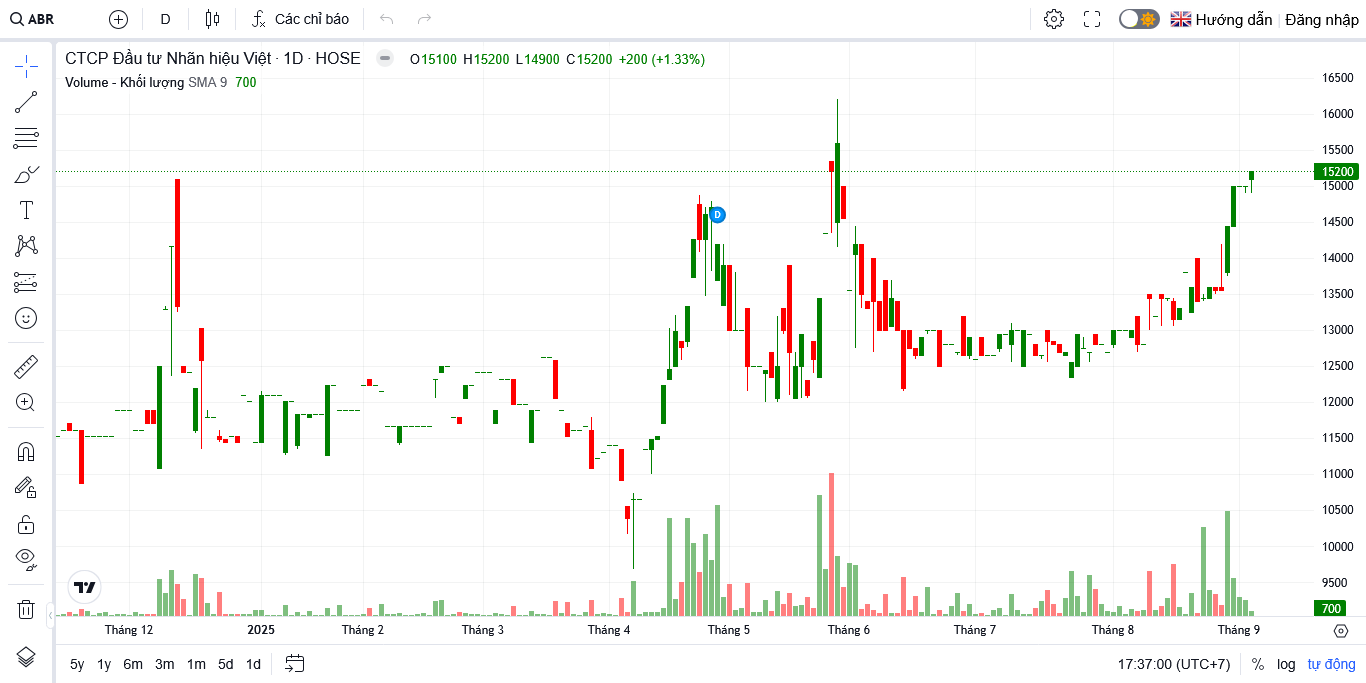 ABR D Các chỉ báo Hướng dẫn Đăng nhập
CTCP Đầu tư Nhãn hiệu Việt · 1D · HOSE O15100 H15200 L14900 C15200 +200 (+1.33%)
Volume - Khối lượng SMA 9 700
D
16500
16000
15500
15200
15000
14500
14000
13500
13000
12500
12000
11500
11000
10500
10000
9500
700
Tháng 12 2025 Tháng 2 Tháng 3 Tháng 4 Tháng 5 Tháng 6 Tháng 7 Tháng 8 Tháng 9
5y 1y 6m 3m 1m 5d 1d 17:37:00 (UTC+7) % log tự động